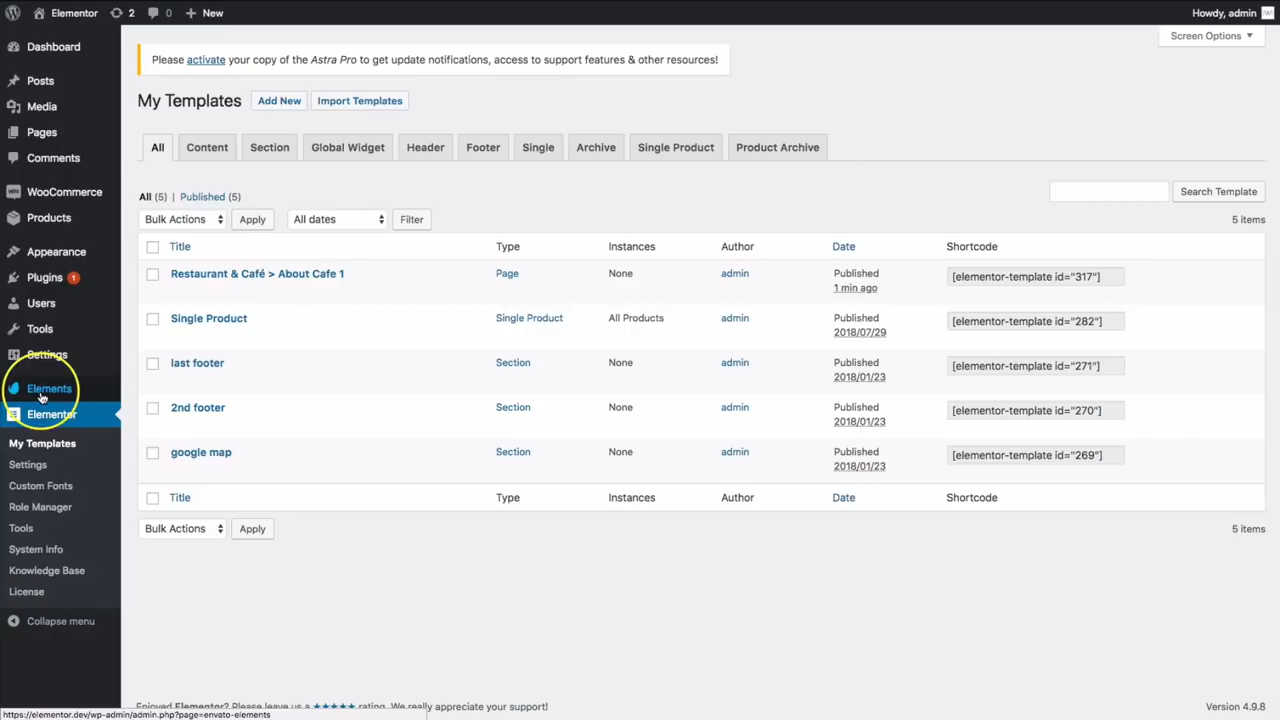 Elementor 2 0 New Howdy, admin
Screen Options
Dashboard
Posts
Media
Pages
Comments
WooCommerce
Products
Appearance
Plugins 1
Users
Tools
Settings
Elements
Elementor
My Templates
Settings
Custom Fonts
Role Manager
Tools
System Info
Knowledge Base
License
Collapse menu
Please activate your copy of the Astra Pro to get update notifications, access to support features & other resources!
My Templates Add New Import Templates
All Content Section Global Widget Header Footer Single Archive Single Product Product Archive
All (5) | Published (5)
Search Template
Bulk Actions Apply All dates Filter 5 items
Title Type Instances Author Date Shortcode
Restaurant & Café > About Cafe 1 Page None admin Published [elementor-template id="317"]
1 min ago
Single Product Single Product All Products admin Published [elementor-template id="282"]
2018/07/29
last footer Section None admin Published [elementor-template id="271"]
2018/01/23
2nd footer Section None admin Published [elementor-template id="270"]
2018/01/23
google map Section None admin Published [elementor-template id="269"]
2018/01/23
Title Type Instances Author Date Shortcode
Bulk Actions Apply 5 items
Enjoyed Elementor? Please leave us a ★★★★★ rating. We really appreciate your support! Version 4.9.8
https://elementor.dev/wp-admin/admin.php?page=envato-elements